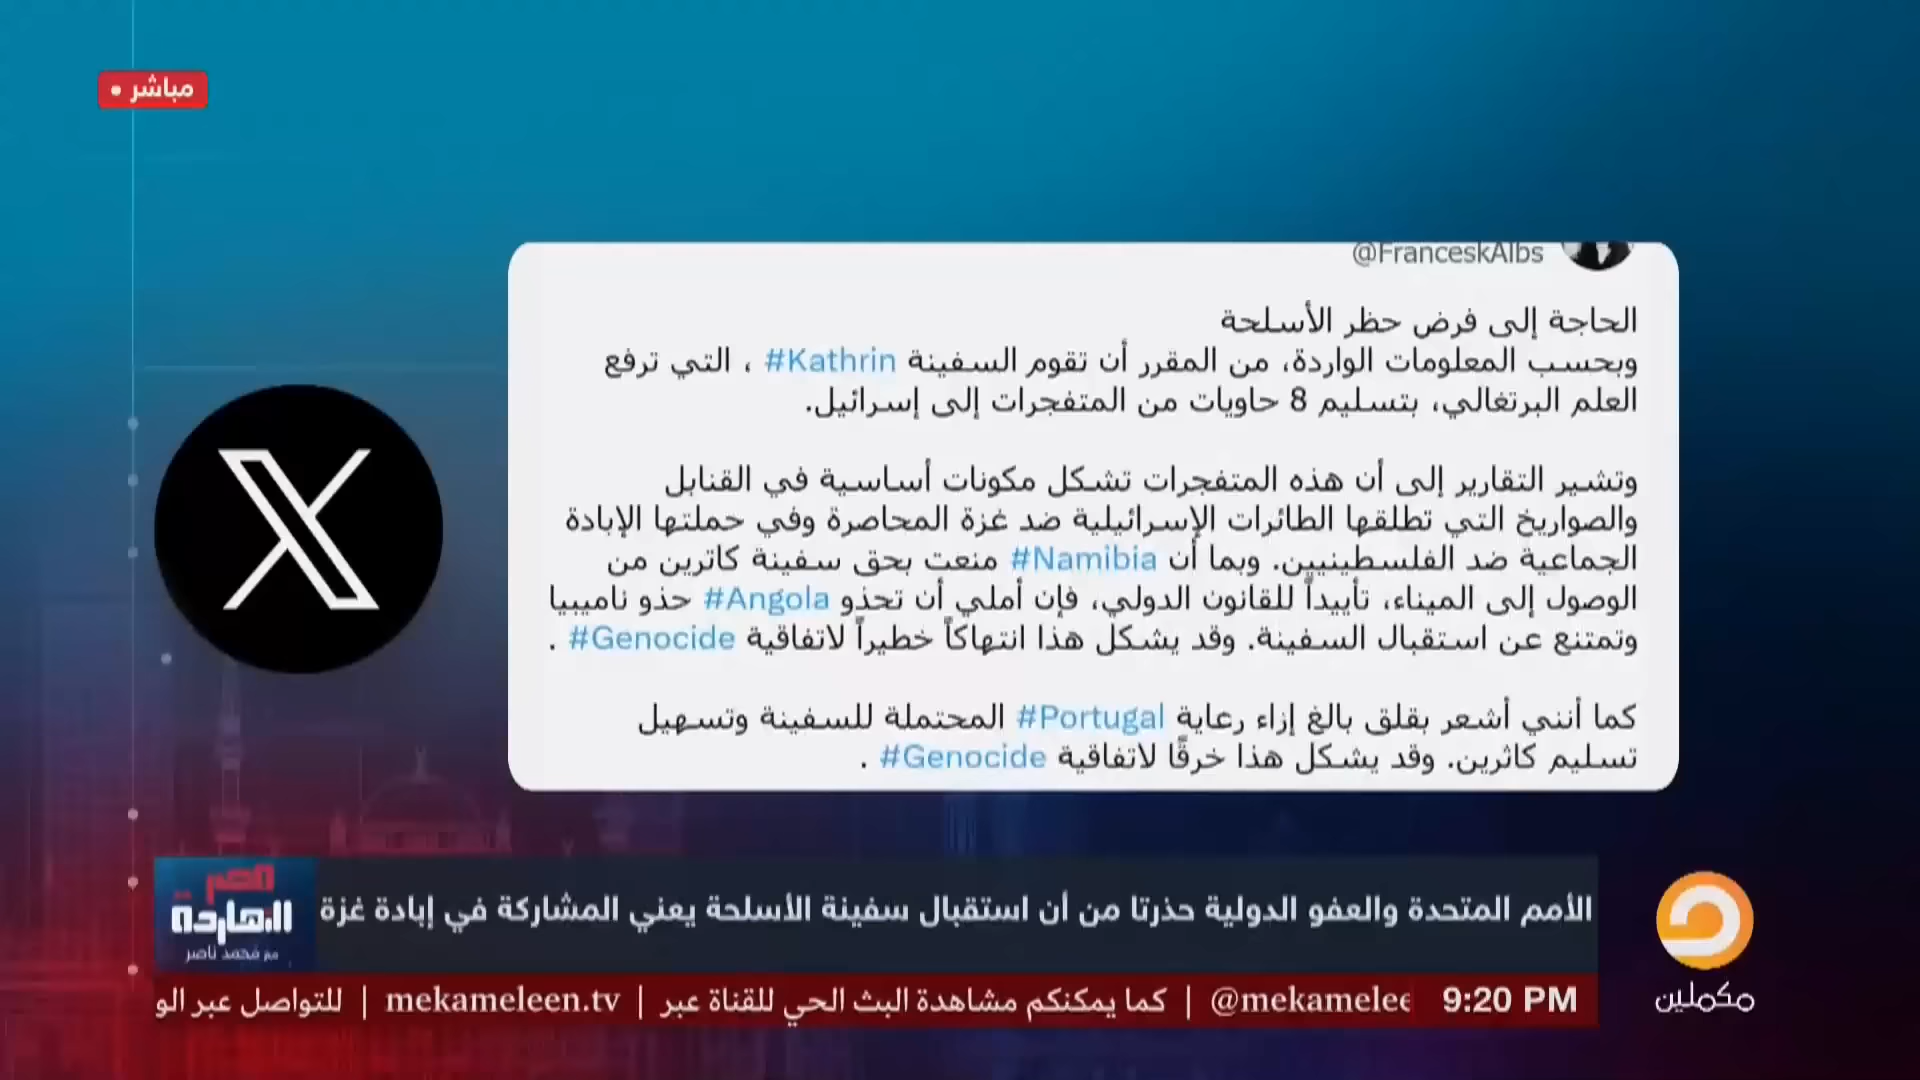 مباشر
@FranceskAlbs
الحاجة إلى فرض حظر الأسلحة
وبحسب المعلومات الواردة، من المقرر أن تقوم السفينة #Kathrin ، التي ترفع
العلم البرتغالي، بتسليم 8 حاويات من المتفجرات إلى إسرائيل.
وتشير التقارير إلى أن هذه المتفجرات تشكل مكونات أساسية في القنابل
والصواريخ التي تطلقها الطائرات الإسرائيلية ضد غزة المحاصرة وفي حملتها الإبادة
الجماعية ضد الفلسطينيين. وبما أن #Namibia منعت بحق سفينة كاترين من
الوصول إلى الميناء، تأييداً للقانون الدولي، فإن أملي أن تحذو #Angola حذو ناميبيا
وتمتنع عن استقبال السفينة. وقد يشكل هذا انتهاكاً خطيراً لاتفاقية #Genocide .
كما أنني أشعر بقلق بالغ إزاء رعاية #Portugal المحتملة للسفينة وتسهيل
تسليم كاثرين. وقد يشكل هذا خرقًا لاتفاقية #Genocide .
الأمم المتحدة والعفو الدولية حذرتا من أن استقبال سفينة الأسلحة يعني المشاركة في إبادة غزة
مصر
النهاردة
مع محمد ناصر
9:20 PM
@mekamelee | كما يمكنكم مشاهدة البث الحي للقناة عبر | mekameleen.tv | للتواصل عبر الو
مكملين